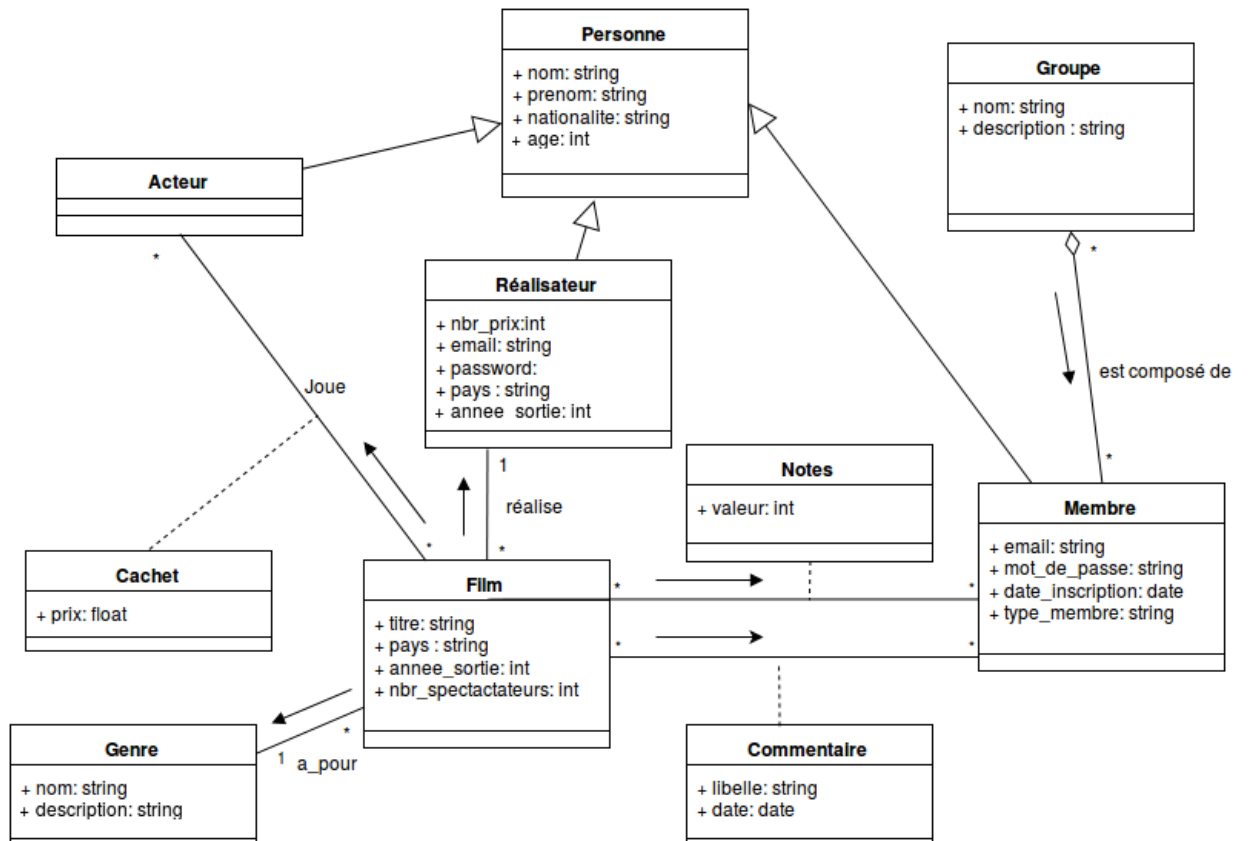 Personne
+ nom: string
+ prenom: string
+ nationalite: string
+ age: int
Groupe
+ nom: string
+ description : string
Acteur
*
*
Réalisateur
+ nbr_prix:int
+ email: string
+ password:
+ pays : string
+ annee_sortie: int
Joue
est composé de
*
1
réalise
*
*
Notes
+ valeur: int
Membre
+ email: string
+ mot_de_passe: string
+ date_inscription: date
+ type_membre: string
Cachet
+ prix: float
Film
+ titre: string
+ pays : string
+ annee_sortie: int
+ nbr_spectactateurs: int
*
*
*
*
*
1
a_pour
Genre
+ nom: string
+ description: string
Commentaire
+ libelle: string
+ date: date